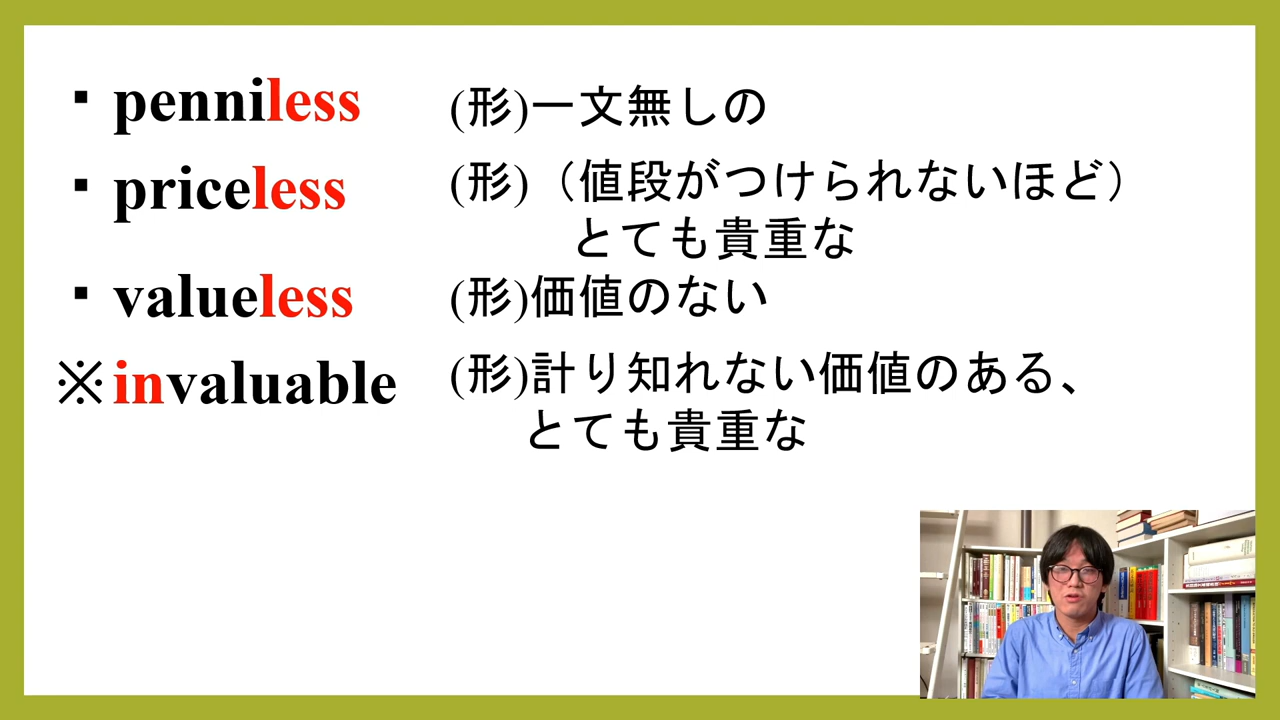 ・penniless (形)一文無しの
・priceless (形)（値段がつけられないほど）
とても貴重な
・valueless (形)価値のない
※invaluable (形)計り知れない価値のある、
とても貴重な